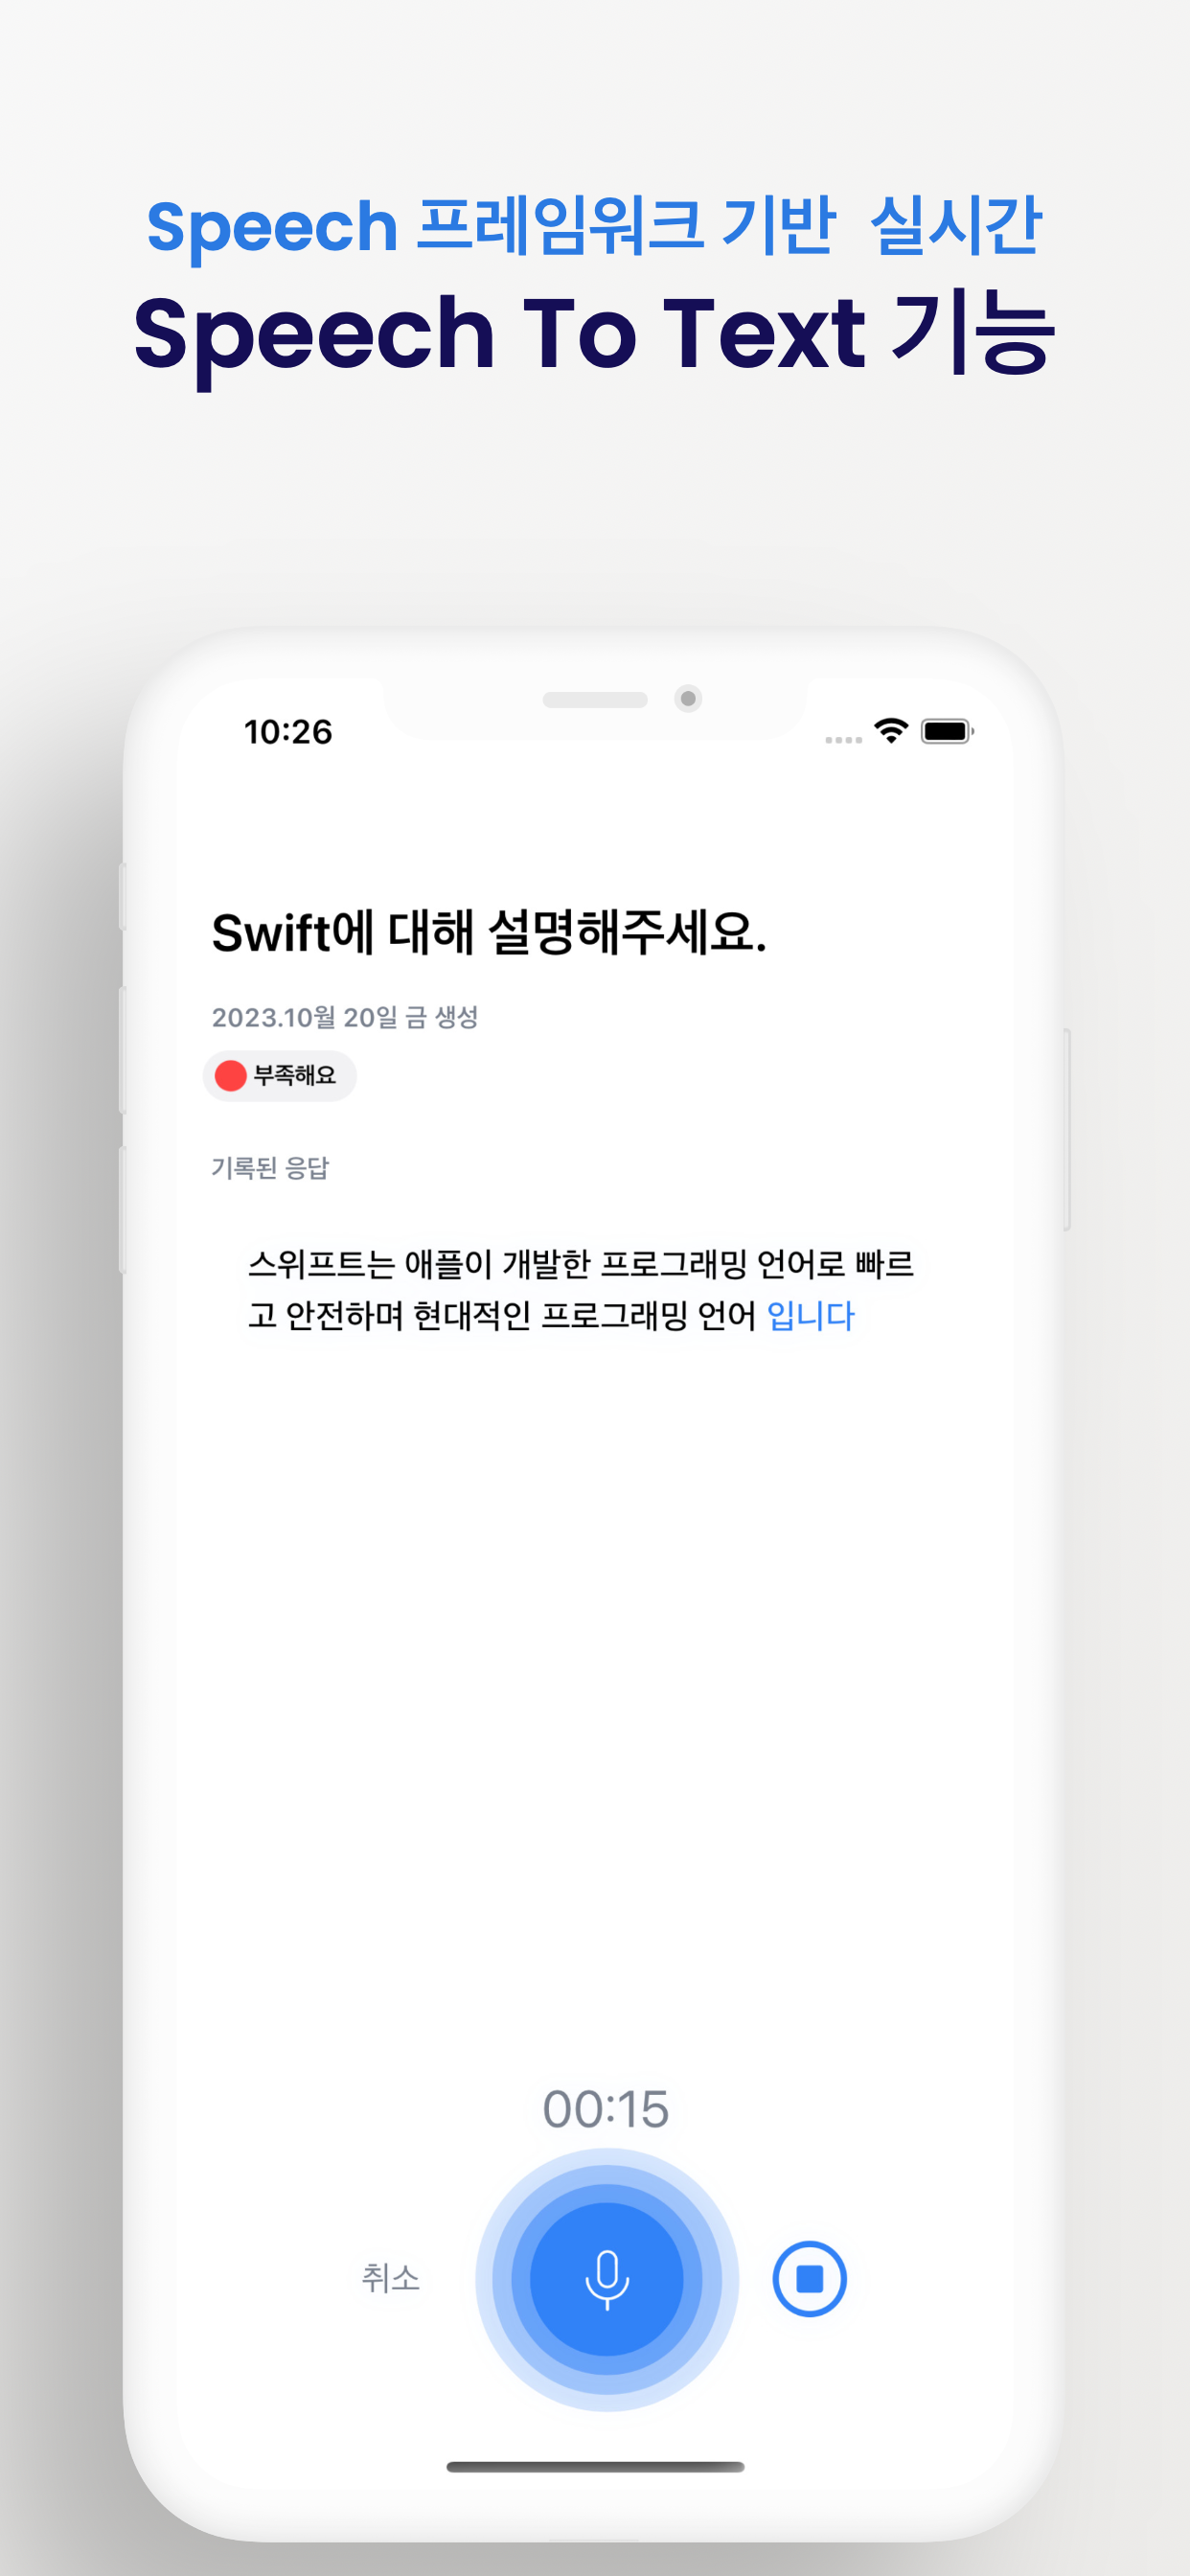 Speech 프레임워크 기반  실시간
Speech To Text 기능
10:26
Swift에 대해 설명해주세요.
2023.10월 20일 금 생성
부족해요
기록된 응답
스위프트는 애플이 개발한 프로그래밍 언어로 빠르
고 안전하며 현대적인 프로그래밍 언어 입니다
00:15
취소